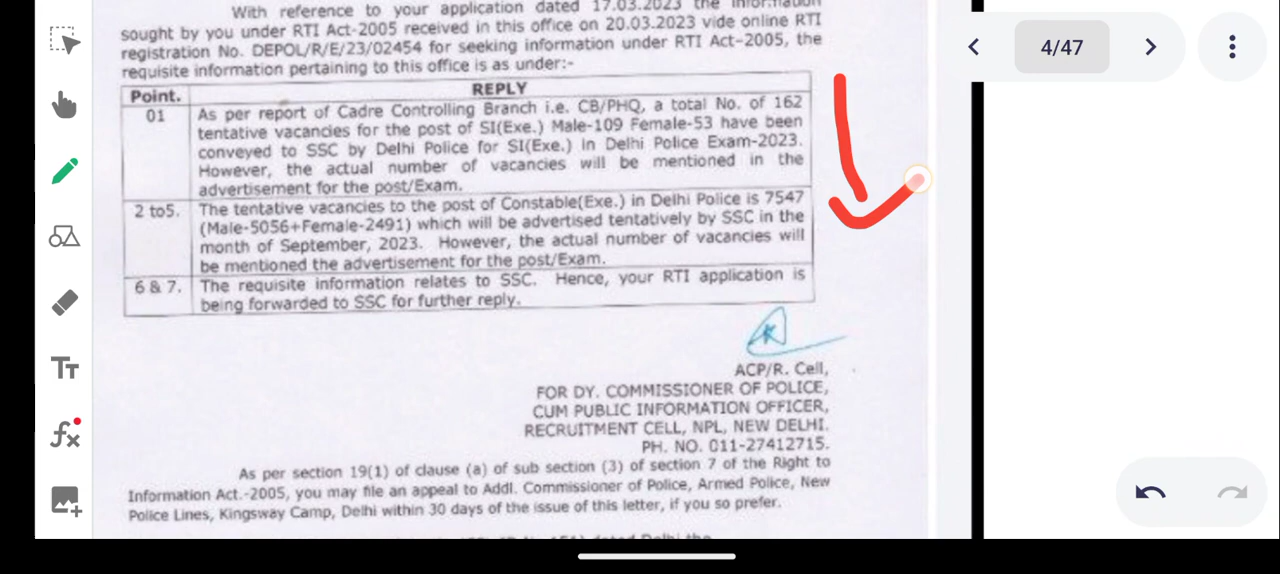 With reference to your application dated 17.03.2023 the information
sought by you under RTI Act-2005 received in this office on 20.03.2023 vide online RTI
registration No. DEPOL/R/E/23/02454 for seeking information under RTI Act-2005, the
requisite information pertaining to this office is as under:-
Point. REPLY
01 As per report of Cadre Controlling Branch i.e. CB/PHQ, a total No. of 162
tentative vacancies for the post of SI(Exe.) Male-109 Female-53 have been
conveyed to SSC by Delhi Police for SI(Exe.) in Delhi Police Exam-2023.
However, the actual number of vacancies will be mentioned in the
advertisement for the post/Exam.
2 to5. The tentative vacancies to the post of Constable(Exe.) in Delhi Police is 7547
(Male-5056+Female-2491) which will be advertised tentatively by SSC in the
month of September, 2023. However, the actual number of vacancies will
be mentioned the advertisement for the post/Exam.
6 & 7. The requisite information relates to SSC. Hence, your RTI application is
being forwarded to SSC for further reply.
ACP/R. Cell,
FOR DY. COMMISSIONER OF POLICE,
CUM PUBLIC INFORMATION OFFICER,
RECRUITMENT CELL, NPL, NEW DELHI.
PH. NO. 011-27412715.
As per section 19(1) of clause (a) of sub section (3) of section 7 of the Right to
Information Act.-2005, you may file an appeal to Addl. Commissioner of Police, Armed Police, New
Police Lines, Kingsway Camp, Delhi within 30 days of the issue of this letter, if you so prefer.
dated Delhi the
4/47
Tт
fx